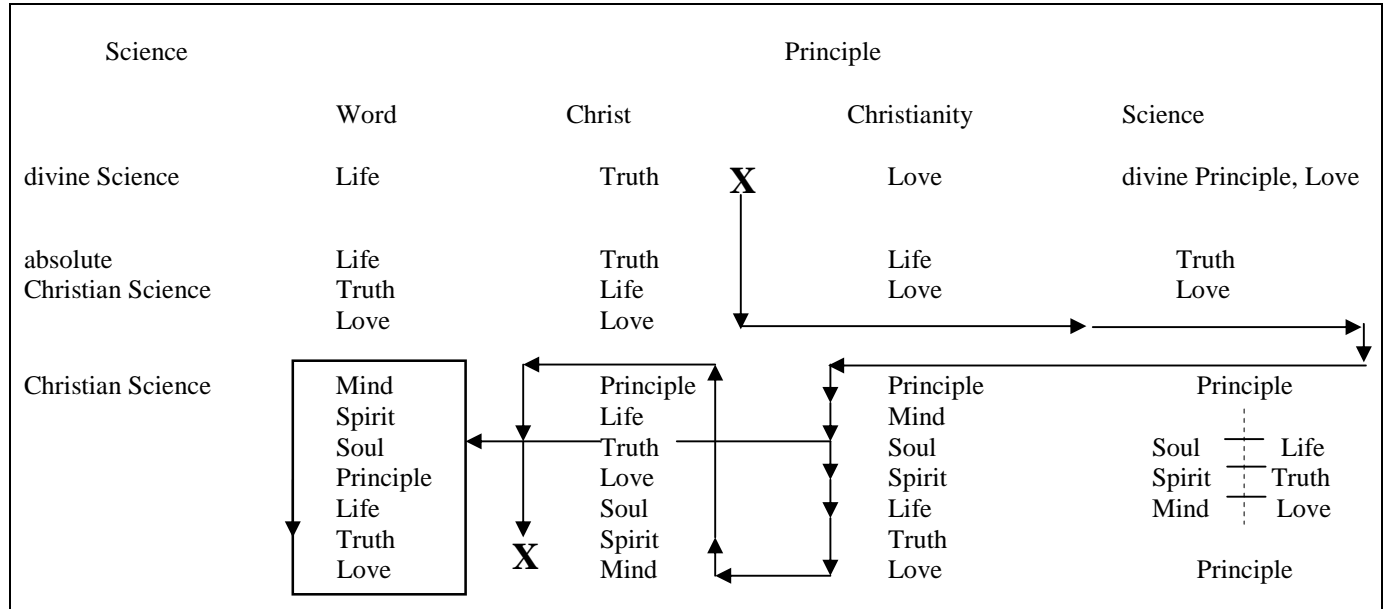 Science Principle
Word Christ Christianity Science
divine Science Life Truth X Love divine Principle, Love
absolute Life Truth Life Truth
Christian Science Truth Life Love Love
Love Love
Christian Science Mind Principle Principle Principle
Spirit Life Mind
Soul Truth Soul Soul Life
Principle Love Spirit Spirit Truth
Life Soul Life Mind Love
Truth Spirit Truth
X
Love Mind Love Principle